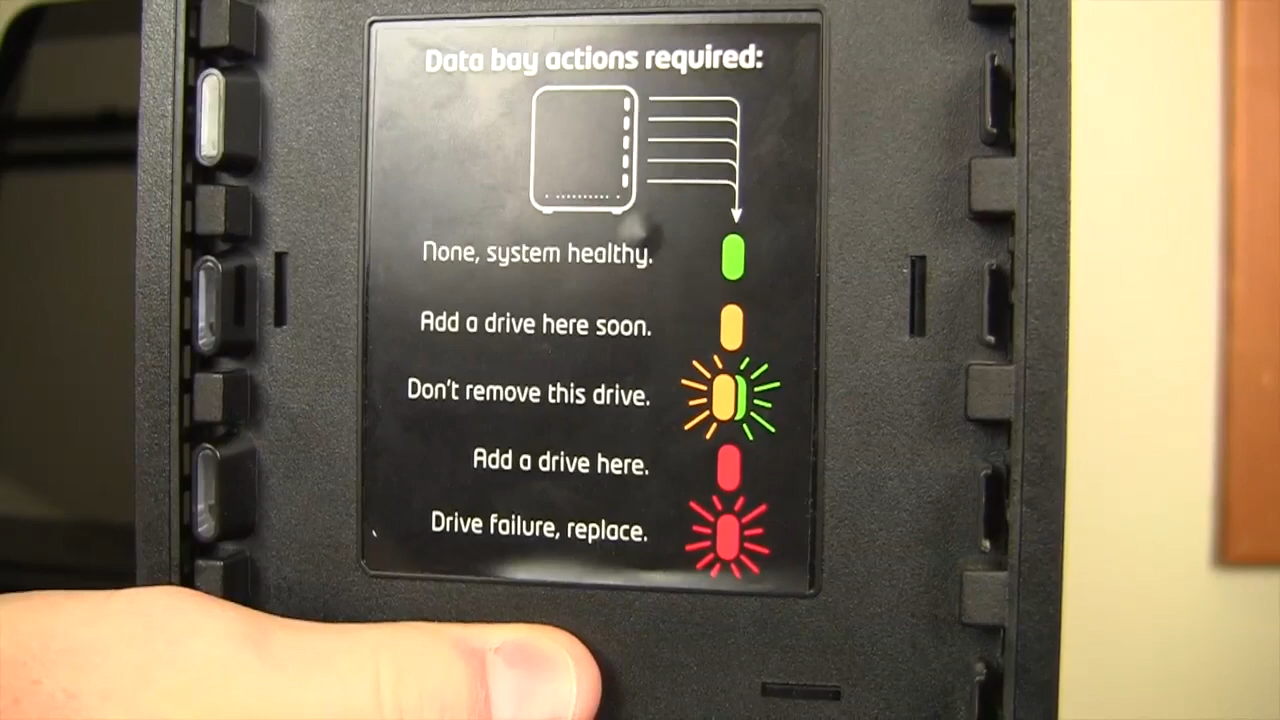 Data bay actions required:
None, system healthy.
Add a drive here soon.
Don't remove this drive.
Add a drive here.
Drive failure, replace.